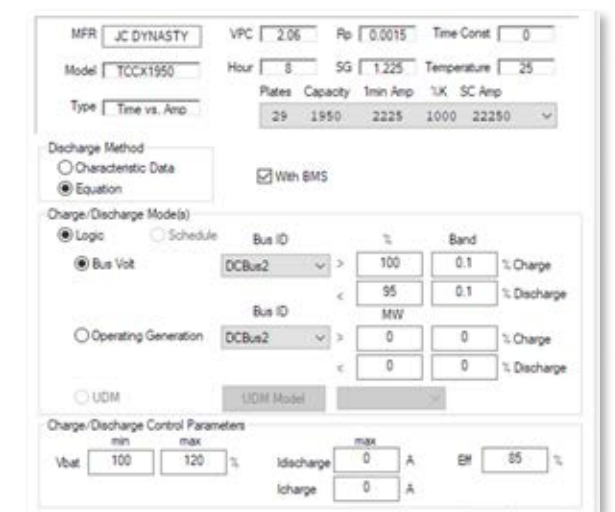 MFR JC DYNASTY VPC 2.06 Rp 0.0015 Time Const 0
Model TCCX1950 Hour 8 SG 1.225 Temperature 25
Plates Capacity 1min Amp %K SC Amp
Type Time vs. Amp 29 1950 2225 1000 22250
Discharge Method
Characteristic Data
Equation
With BMS
Charge/Discharge Mode(s)
Logic Schedule Bus ID % Band
Bus Volt DCBus2 > 100 0.1 % Charge
< 95 0.1 % Discharge
Bus ID MW
Operating Generation DCBus2 > 0 0 % Charge
< 0 0 % Discharge
UDM UDM Model
Charge/Discharge Control Parameters
min max max
Vbat 100 120 % Idischarge 0 A Eff 85 %
Icharge 0 A